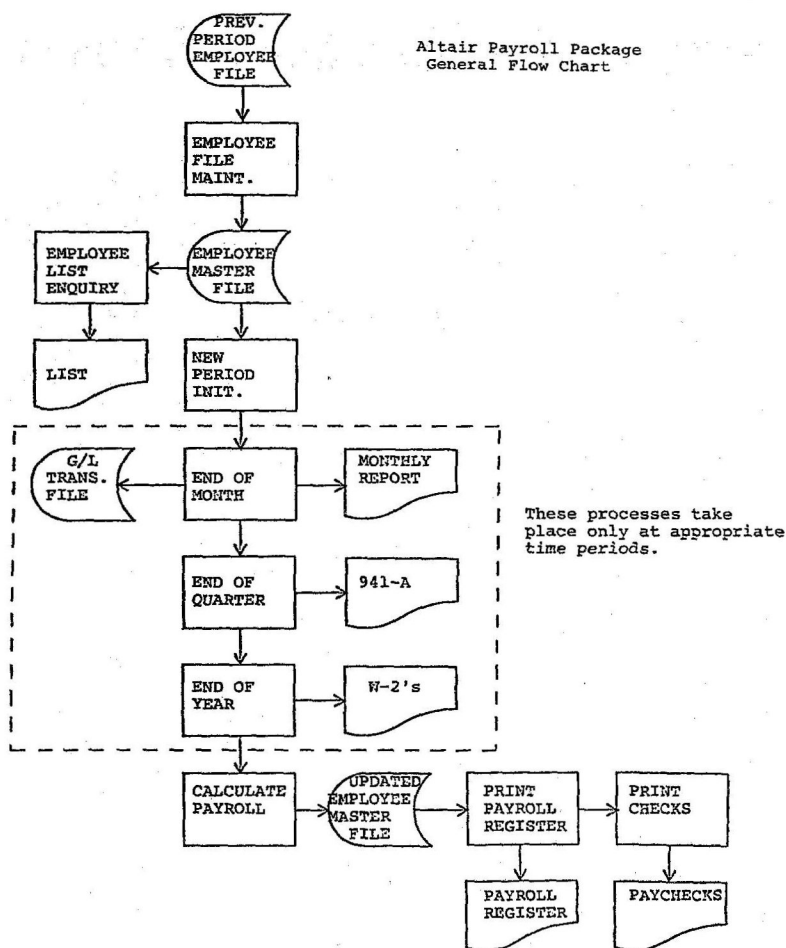 PREV.
PERIOD
EMPLOYEE
FILE
Altair Payroll Package
General Flow Chart
EMPLOYEE
FILE
MAINT.
EMPLOYEE
LIST
ENQUIRY
EMPLOYEE
MASTER
FILE
LIST
NEW
PERIOD
INIT.
G/L
TRANS.
FILE
END OF
MONTH
MONTHLY
REPORT
These processes take
place only at appropriate
time periods.
END OF
QUARTER
941-A
END OF
YEAR
W-2's
CALCULATE
PAYROLL
UPDATED
EMPLOYEE
MASTER
FILE
PRINT
PAYROLL
REGISTER
PRINT
CHECKS
PAYROLL
REGISTER
PAYCHECKS